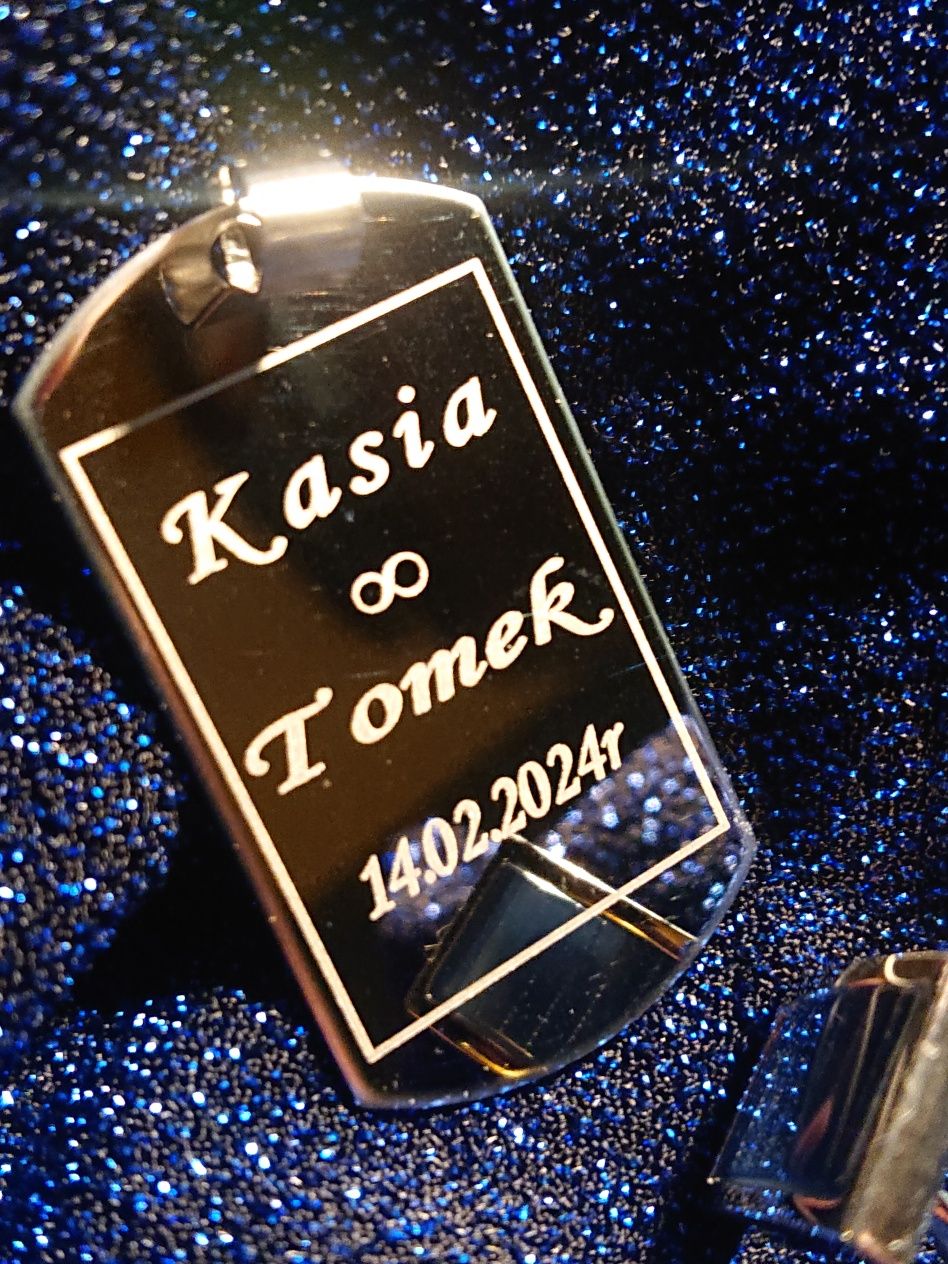 Kasia
∞
Tomek
14.02.2024r